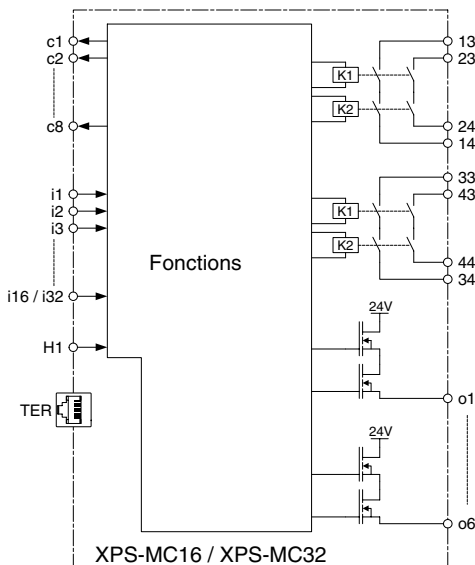 c1
c2
c8
i1
i2
i3
i16 / i32
H1
TER
Fonctions
K1
K2
13
23
24
14
K1
K2
33
43
44
34
24V
o1
24V
o6
XPS-MC16 / XPS-MC32